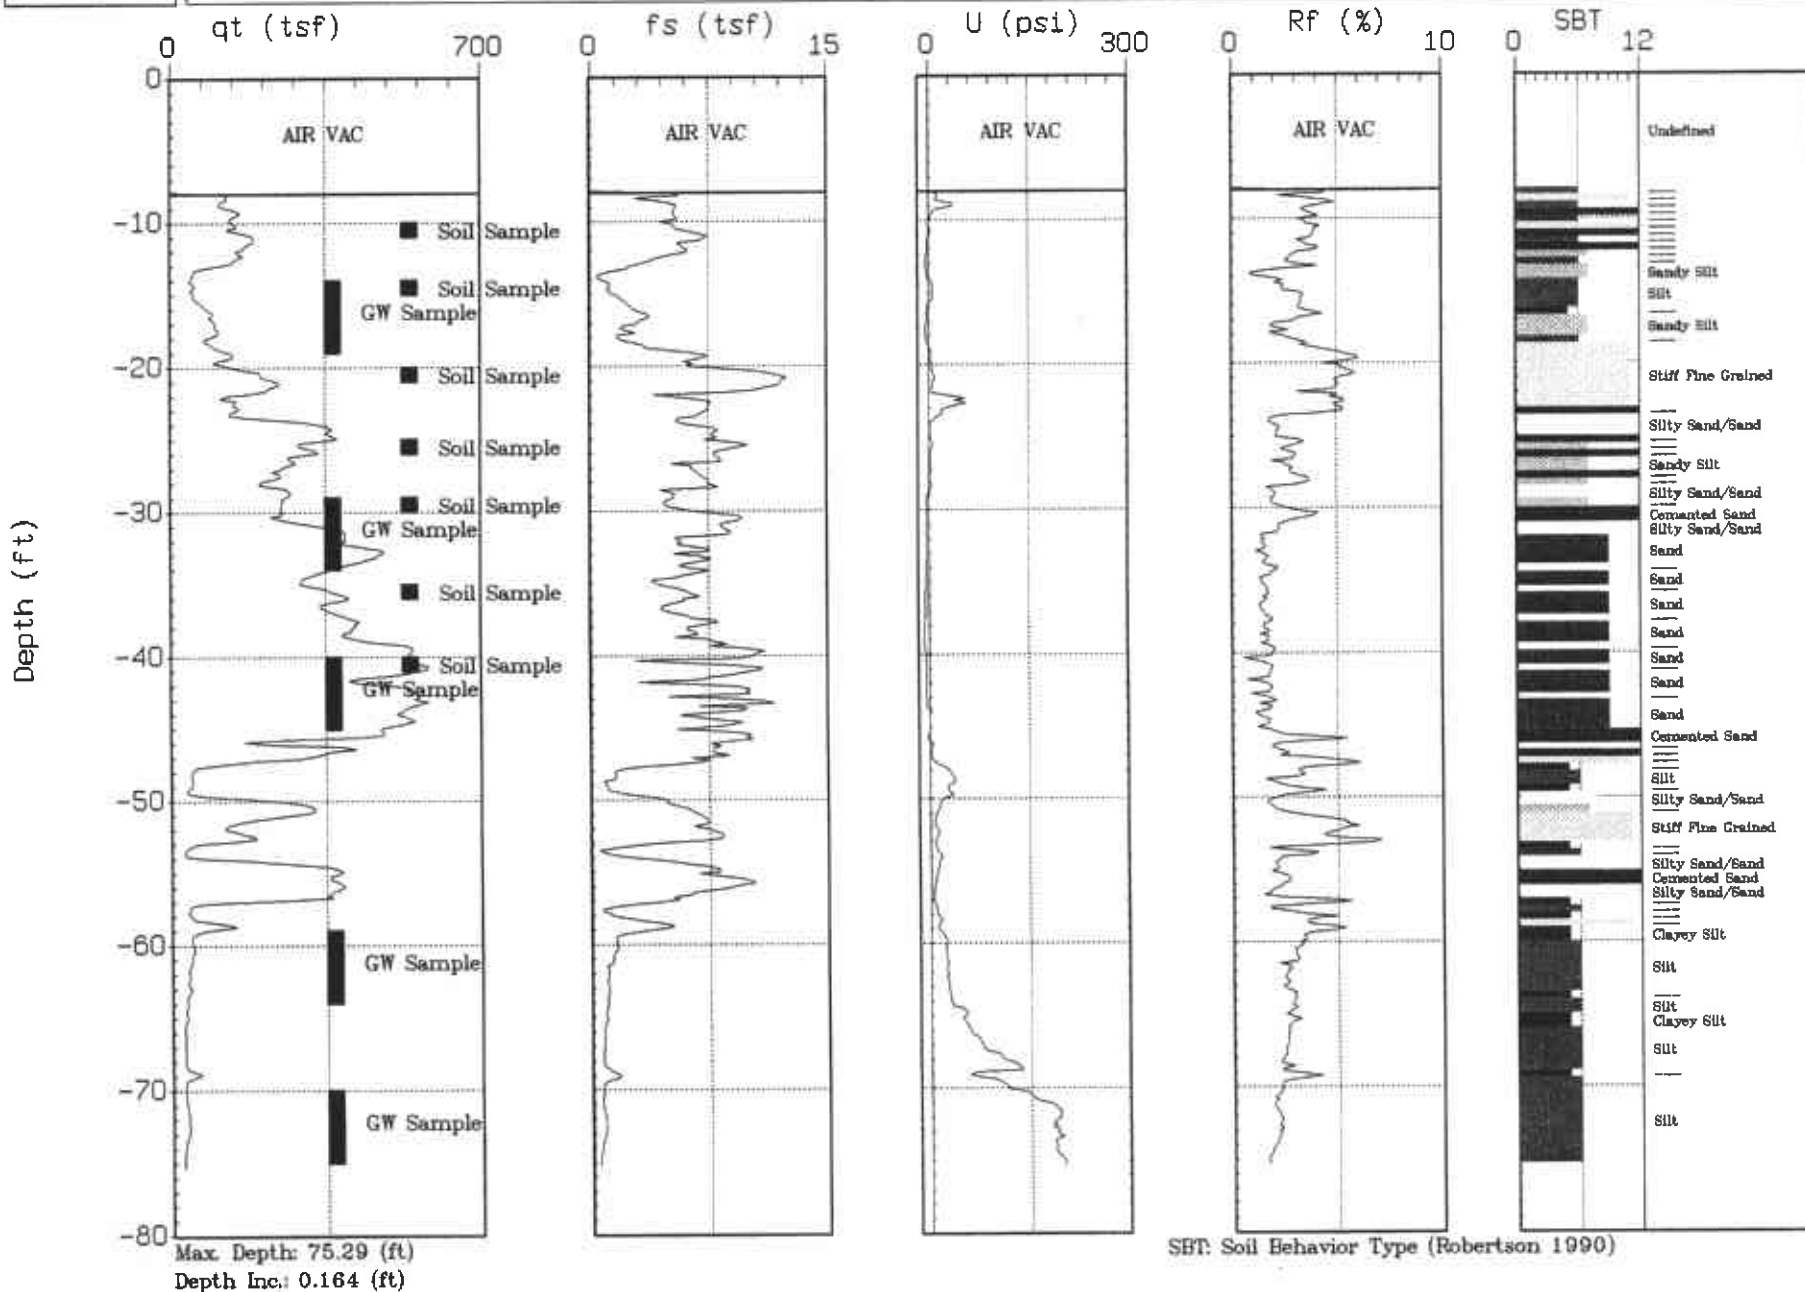 qt (tsf)
0 700
fs (tsf)
0 15
U (psi)
0 300
Rf (%)
0 10
SBT
0 12
Depth (ft)
0
-10
-20
-30
-40
-50
-60
-70
-80
AIR VAC
AIR VAC
AIR VAC
AIR VAC
Soil Sample
Soil Sample
GW Sample
Soil Sample
Soil Sample
Soil Sample
GW Sample
Soil Sample
Soil Sample
GW Sample
GW Sample
GW Sample
Undefined
Sandy Silt
Silt
Sandy Silt
Stiff Fine Grained
Silty Sand/Sand
Sandy Silt
Silty Sand/Sand
Cemented Sand
Silty Sand/Sand
Sand
Sand
Sand
Sand
Sand
Sand
Sand
Cemented Sand
Silt
Silty Sand/Sand
Stiff Fine Grained
Silty Sand/Sand
Cemented Sand
Silty Sand/Sand
Clayey Silt
Silt
Silt
Clayey Silt
Silt
Silt
Max. Depth: 75.29 (ft)
Depth Inc.: 0.164 (ft)
SBT: Soil Behavior Type (Robertson 1990)